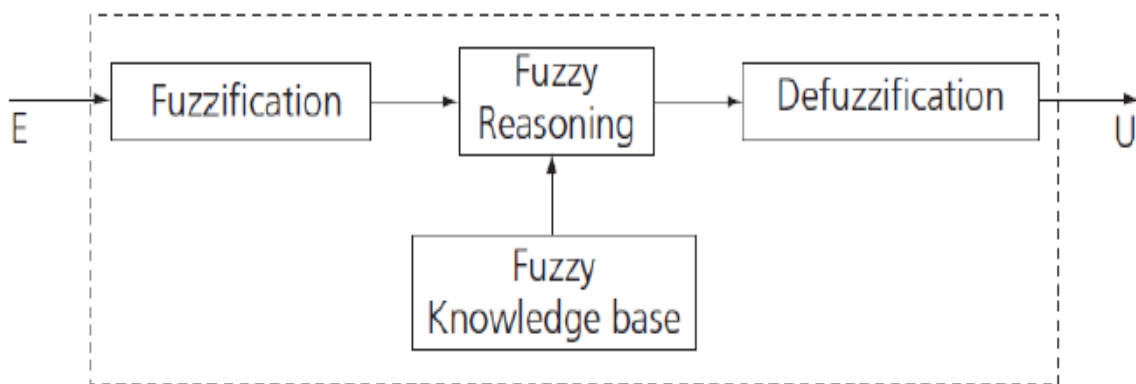 E
Fuzzification
Fuzzy
Reasoning
Defuzzification
U
Fuzzy
Knowledge base